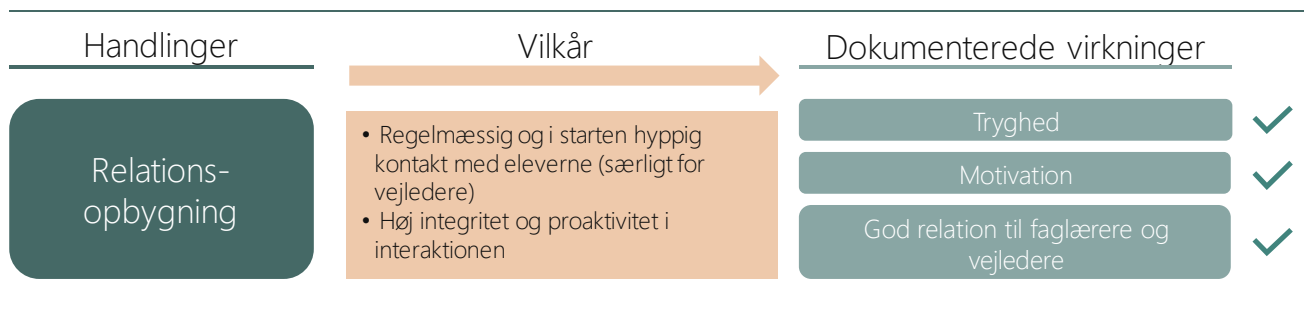 Handlinger
Vilkår
Dokumenterede virkninger
Relations-
opbygning
• Regelmæssig og i starten hyppig
kontakt med eleverne (særligt for
vejledere)
• Høj integritet og proaktivitet i
interaktionen
Tryghed
Motivation
God relation til faglærere og
vejledere